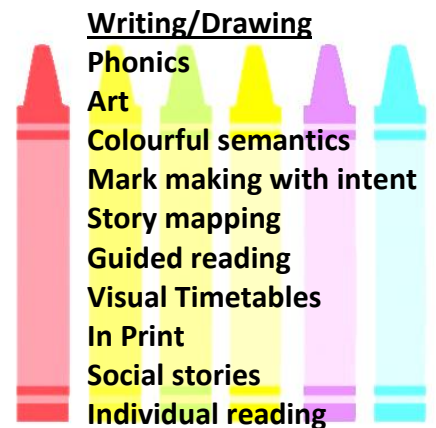 Writing/Drawing
Phonics
Art
Colourful semantics
Mark making with intent
Story mapping
Guided reading
Visual Timetables
In Print
Social stories
Individual reading